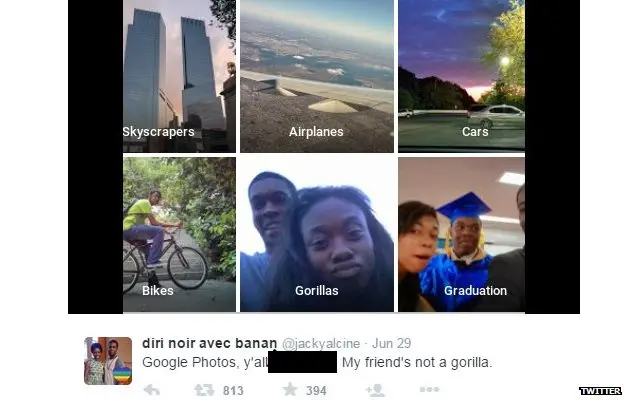 Skyscrapers Airplanes Cars
Bikes Gorillas Graduation
diri noir avec banan @jackyalcine · Jun 29
Google Photos, y'all My friend's not a gorilla.
813 394
TWITTER